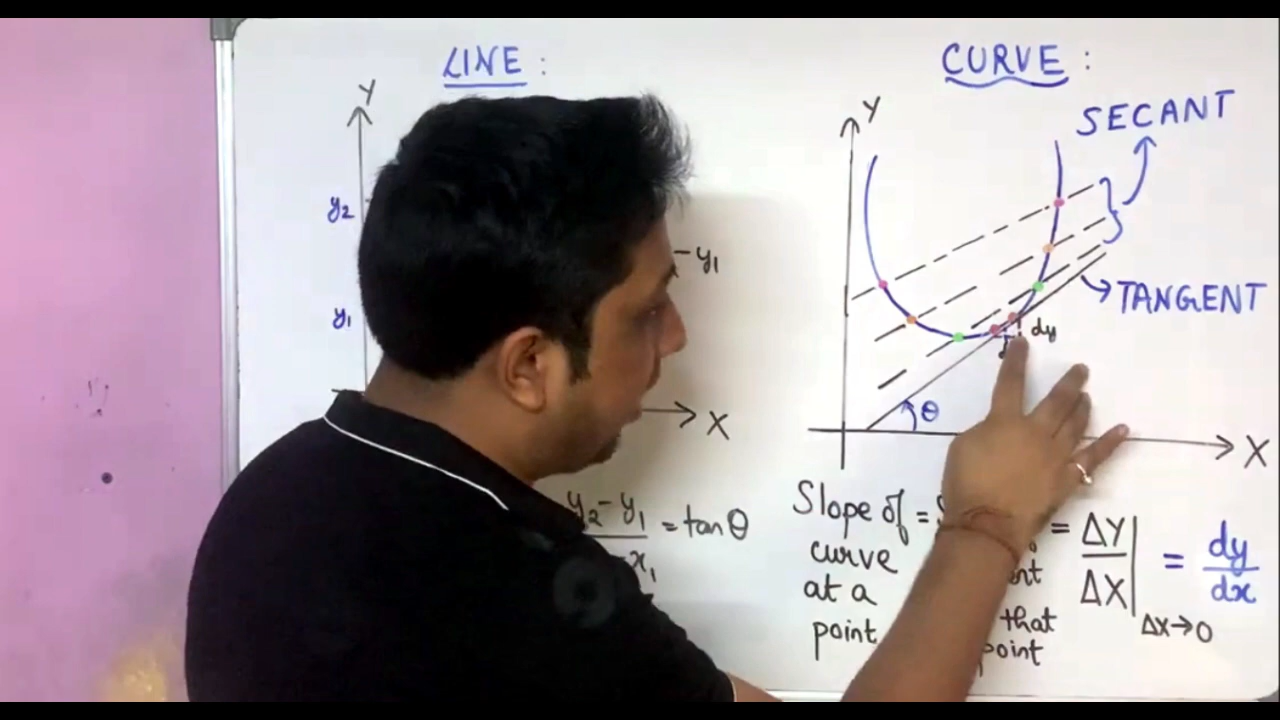 LINE :
Y
y2
y1
- y1
X
y2 - y1 = tan θ
x1
CURVE :
Y
SECANT
TANGENT
dy
θ
X
Slope of = = ΔY/ΔX | ΔX→0 = dy/dx
curve
at a that
point point